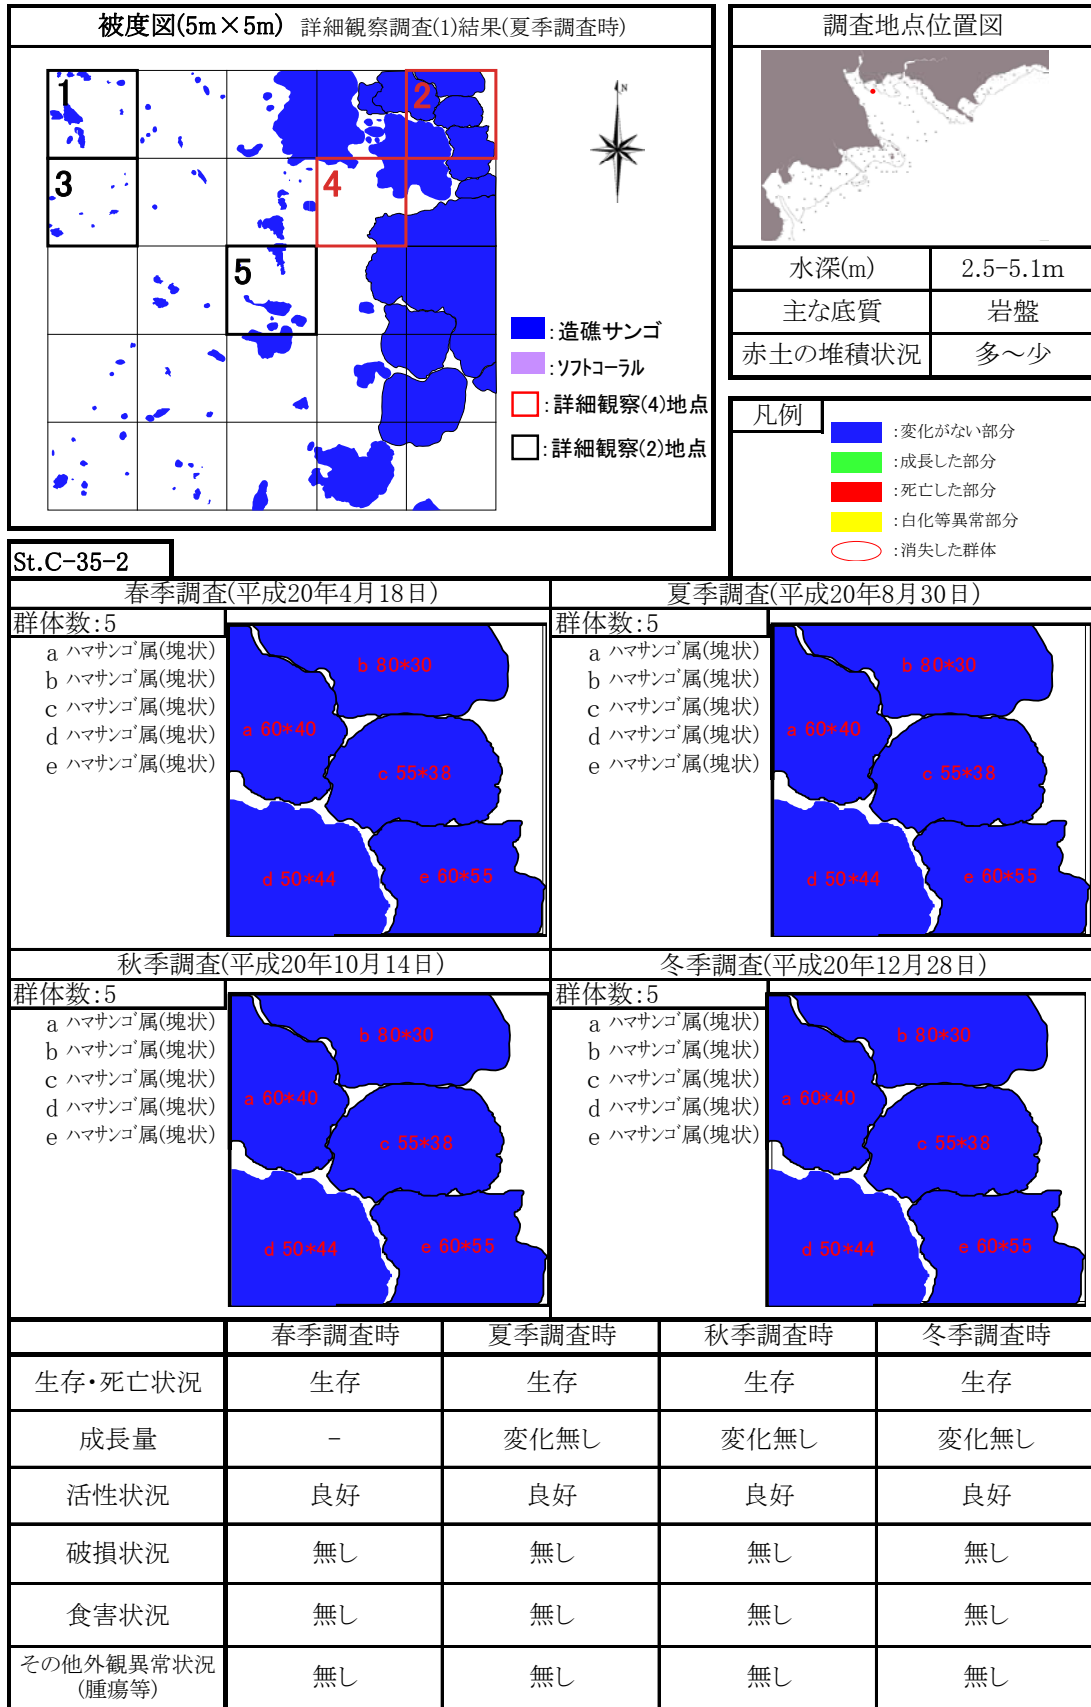 被度図(5m×5m) 詳細観察調査(1)結果(夏季調査時)
1
2
3
4
5
N
:造礁サンゴ
:ソフトコーラル
:詳細観察(4)地点
:詳細観察(2)地点
調査地点位置図
水深(m) 2.5-5.1m
主な底質 岩盤
赤土の堆積状況 多～少
凡例
:変化がない部分
:成長した部分
:死亡した部分
:白化等異常部分
:消失した群体
St.C-35-2
春季調査(平成20年4月18日)
群体数:5
a ハマサンゴ属(塊状)
b ハマサンゴ属(塊状)
c ハマサンゴ属(塊状)
d ハマサンゴ属(塊状)
e ハマサンゴ属(塊状)
b 80*30
a 60*40
c 55*38
d 50*44
e 60*55
夏季調査(平成20年8月30日)
群体数:5
a ハマサンゴ属(塊状)
b ハマサンゴ属(塊状)
c ハマサンゴ属(塊状)
d ハマサンゴ属(塊状)
e ハマサンゴ属(塊状)
b 80*30
a 60*40
c 55*38
d 50*44
e 60*55
秋季調査(平成20年10月14日)
群体数:5
a ハマサンゴ属(塊状)
b ハマサンゴ属(塊状)
c ハマサンゴ属(塊状)
d ハマサンゴ属(塊状)
e ハマサンゴ属(塊状)
b 80*30
a 60*40
c 55*38
d 50*44
e 60*55
冬季調査(平成20年12月28日)
群体数:5
a ハマサンゴ属(塊状)
b ハマサンゴ属(塊状)
c ハマサンゴ属(塊状)
d ハマサンゴ属(塊状)
e ハマサンゴ属(塊状)
b 80*30
a 60*40
c 55*38
d 50*44
e 60*55
春季調査時 夏季調査時 秋季調査時 冬季調査時
生存・死亡状況 生存 生存 生存 生存
成長量 - 変化無し 変化無し 変化無し
活性状況 良好 良好 良好 良好
破損状況 無し 無し 無し 無し
食害状況 無し 無し 無し 無し
その他外観異常状況
(腫瘍等) 無し 無し 無し 無し